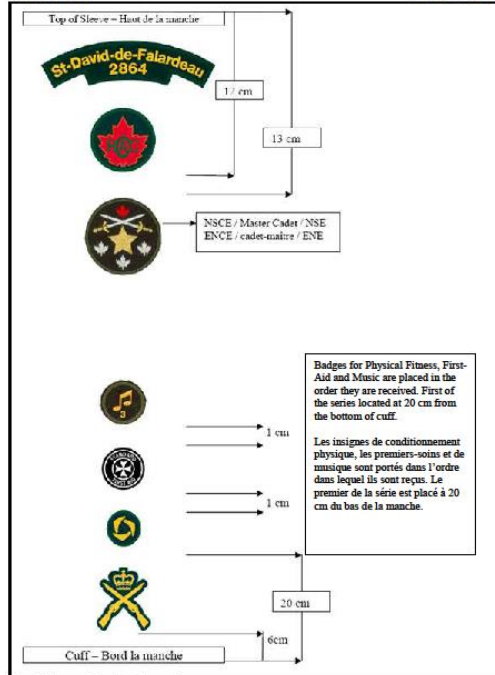 Top of Sleeve – Haut de la manche
St-David-de-Falardeau
2864
12 cm
13 cm
NSCE / Master Cadet / NSE
ENCE / cadet-maître / ENE
Badges for Physical Fitness, First-
Aid and Music are placed in the
order they are received. First of
the series located at 20 cm from
the bottom of cuff.
Les insignes de conditionnement
physique, les premiers-soins et de
musique sont portés dans l’ordre
dans lequel ils sont reçus. Le
premier de la série est placé à 20
cm du bas de la manche.
3
1 cm
1 cm
20 cm
6cm
Cuff – Bord la manche